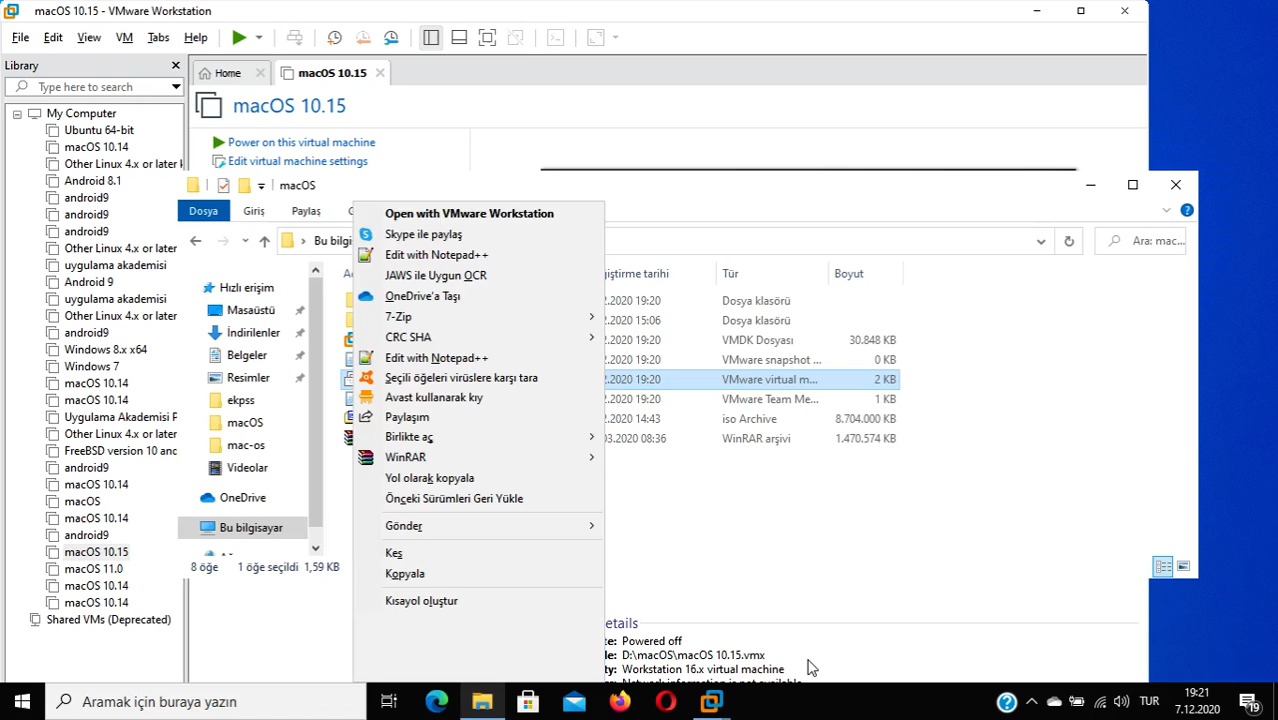 macOS 10.15 - VMware Workstation
File Edit View VM Tabs Help
Library
Type here to search
Home
macOS 10.15
macOS 10.15
Power on this virtual machine
Edit virtual machine settings
My Computer
Ubuntu 64-bit
macOS 10.14
Other Linux 4.x or later k
Android 8.1
android9
android9
android9
Other Linux 4.x or later
uygulama akademisi
Android 9
uygulama akademisi
Other Linux 4.x or later
android9
Windows 8.x x64
Windows 7
macOS 10.14
macOS 10.14
Uygulama Akademisi P
Other Linux 4.x or later
FreeBSD version 10 and
android9
macOS 10.14
macOS
macOS 10.14
android9
macOS 10.15
macOS 11.0
macOS 10.14
macOS 10.14
Shared VMs (Deprecated)
macOS
Dosya Giriş Paylaş
Bu bilgi
Ara: mac...
Hızlı erişim
Masaüstü
İndirilenler
Belgeler
Resimler
ekpss
macOS
mac-os
Videolar
OneDrive
Bu bilgisayar
8 öğe 1 öğe seçildi 1,59 KB
Open with VMware Workstation
Skype ile paylaş
Edit with Notepad++
JAWS ile Uygun OCR
OneDrive'a Taşı
7-Zip
CRC SHA
Edit with Notepad++
Seçili öğeleri virüslere karşı tara
Avast kullanarak kıy
Paylaşım
Birlikte aç
WinRAR
Yol olarak kopyala
Önceki Sürümleri Geri Yükle
Gönder
Kes
Kopyala
Kısayol oluştur
ğiştirme tarihi Tür Boyut
2.2020 19:20 Dosya klasörü
2.2020 15:06 Dosya klasörü
2.2020 19:20 VMDK Dosyası 30.848 KB
2.2020 19:20 VMware snapshot ... 0 KB
2.2020 19:20 VMware virtual m... 2 KB
2.2020 19:20 VMware Team Me... 1 KB
2.2020 14:43 iso Archive 8.704.000 KB
03.2020 08:36 WinRAR arşivi 1.470.574 KB
etails
te: Powered off
le: D:\macOS\macOS 10.15.vmx
ty: Workstation 16.x virtual machine
Aramak için buraya yazın
TUR
19:21
7.12.2020
19